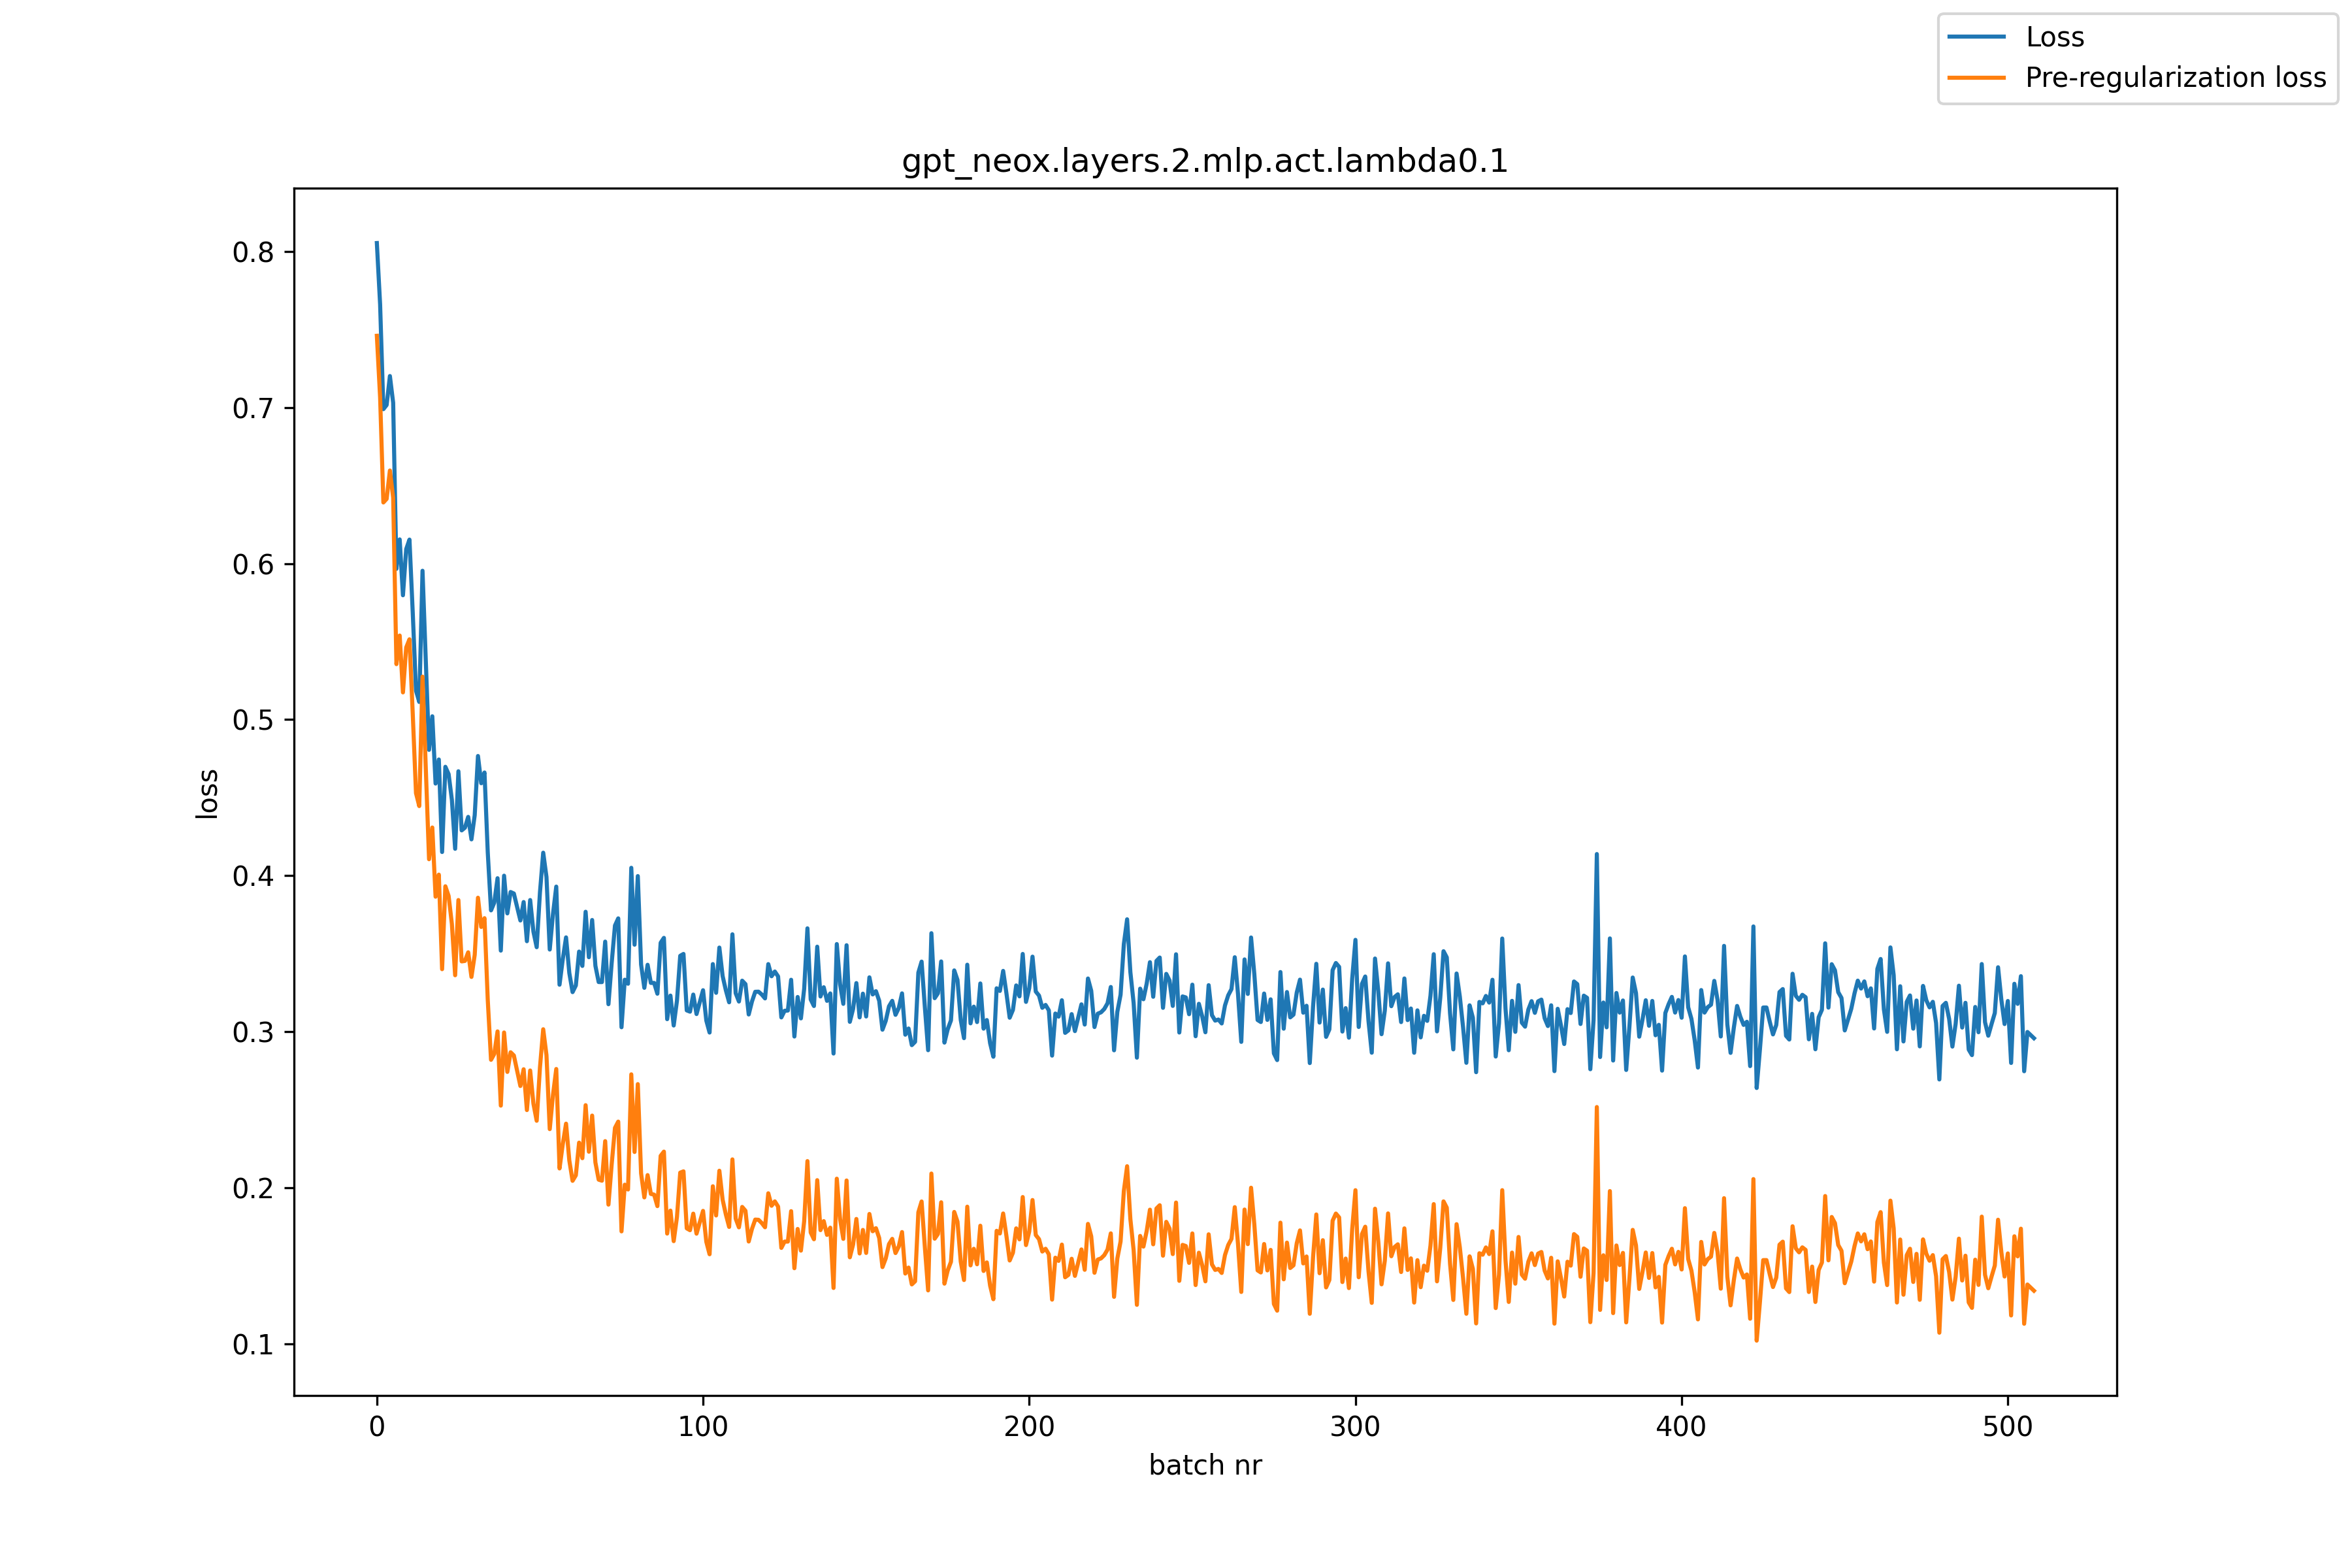 Loss
Pre-regularization loss
gpt_neox.layers.2.mlp.act.lambda0.1
0.8
0.7
0.6
0.5
0.4
0.3
0.2
0.1
loss
0 100 200 300 400 500
batch nr